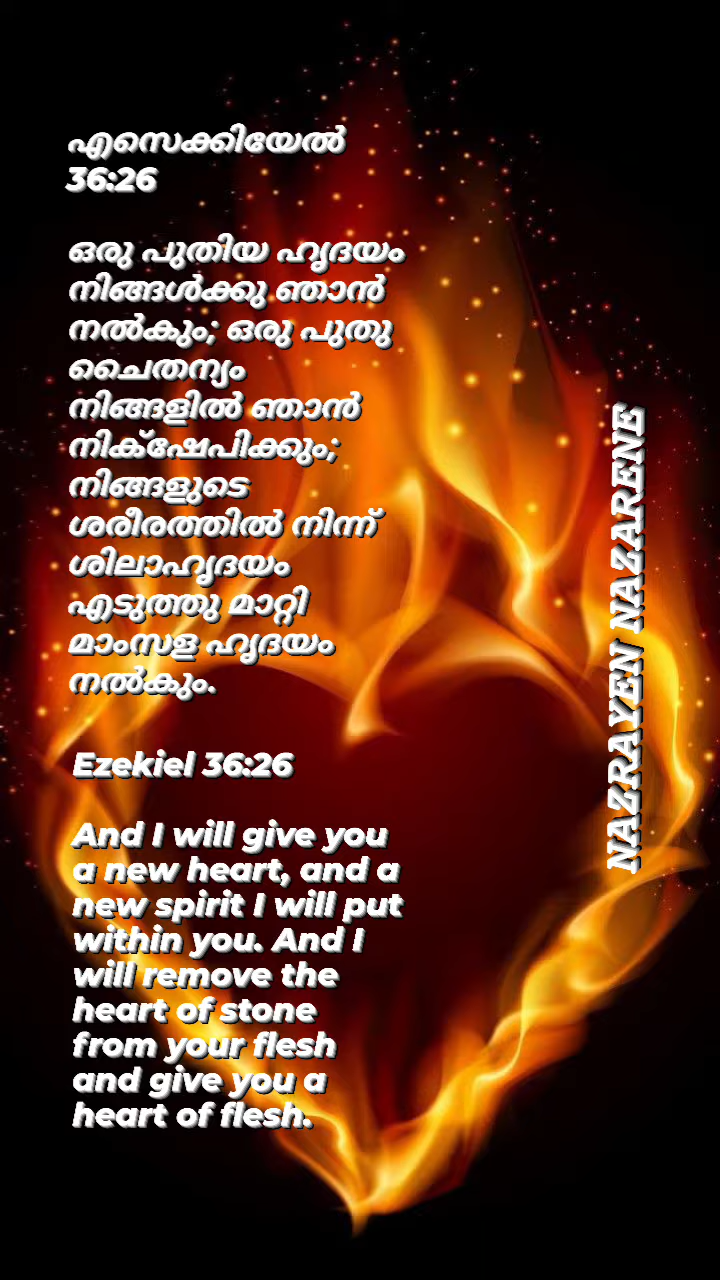 എസെക്കിയേൽ
36:26
ഒരു പുതിയ ഹൃദയം
നിങ്ങൾക്കു ഞാൻ
നൽകും; ഒരു പുതു
ചൈതന്യം
നിങ്ങളിൽ ഞാൻ
നിക്ഷേപിക്കും;
നിങ്ങളുടെ
ശരീരത്തിൽ നിന്ന്
ശിലാഹൃദയം
എടുത്തു മാറ്റി
മാംസള ഹൃദയം
നൽകും.
Ezekiel 36:26
And I will give you
a new heart, and a
new spirit I will put
within you. And I
will remove the
heart of stone
from your flesh
and give you a
heart of flesh.
NAZRAYEN NAZARENE